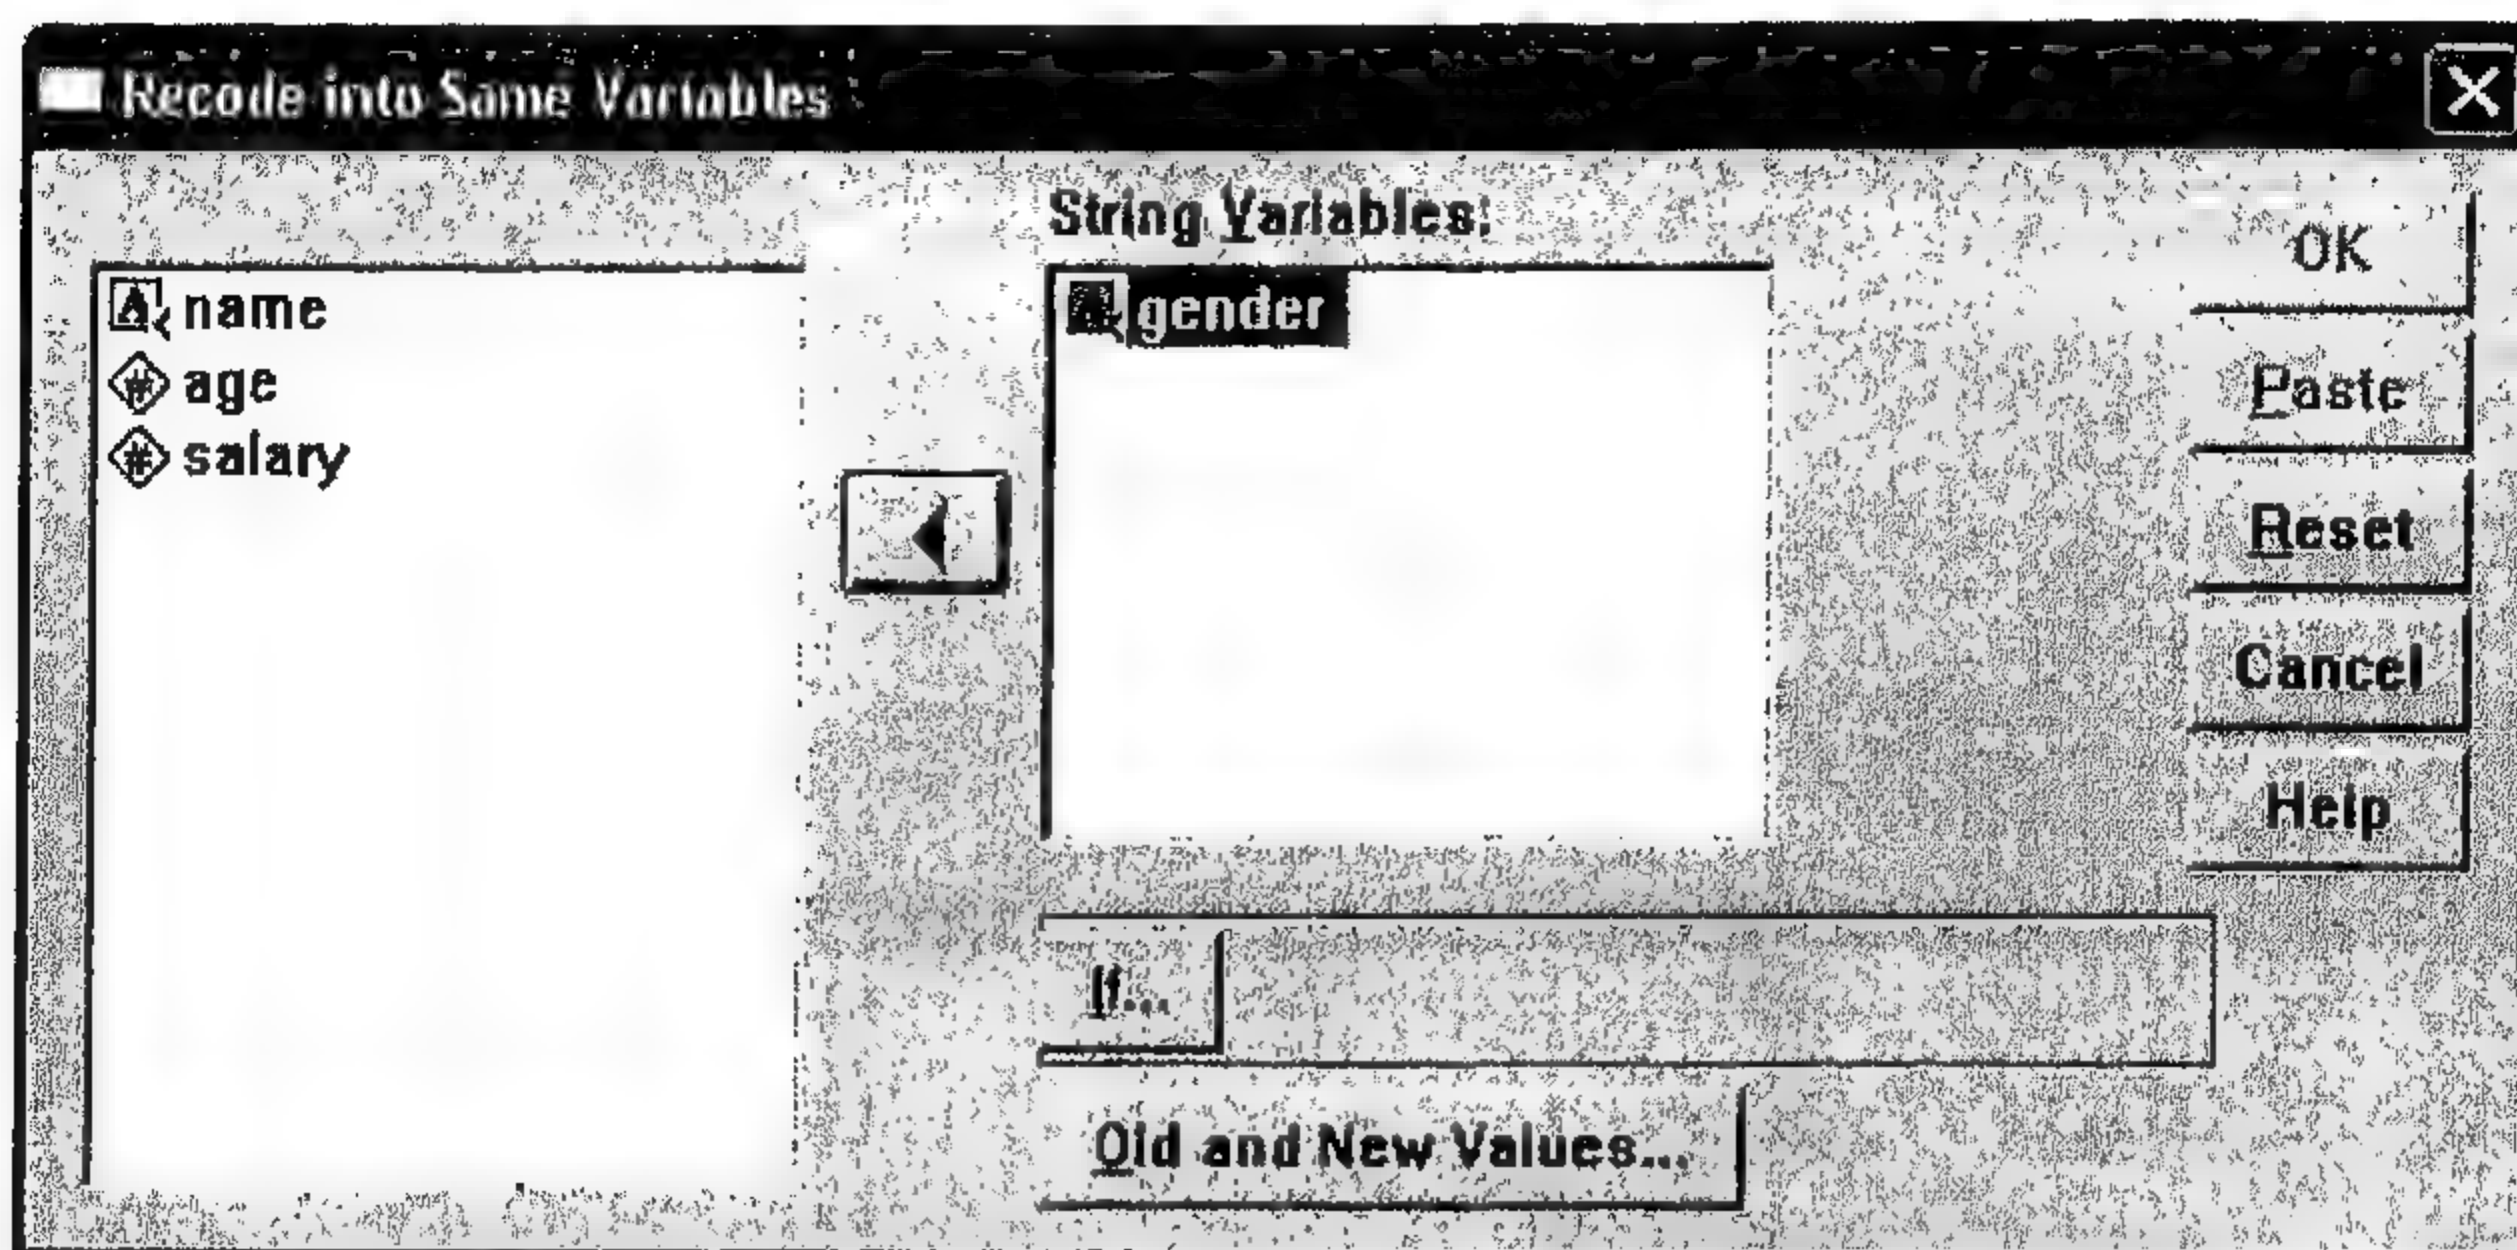 Recode into Same Variables
String Variables:
name
age
salary
gender
OK
Paste
Reset
Cancel
Help
If...
Old and New Values...